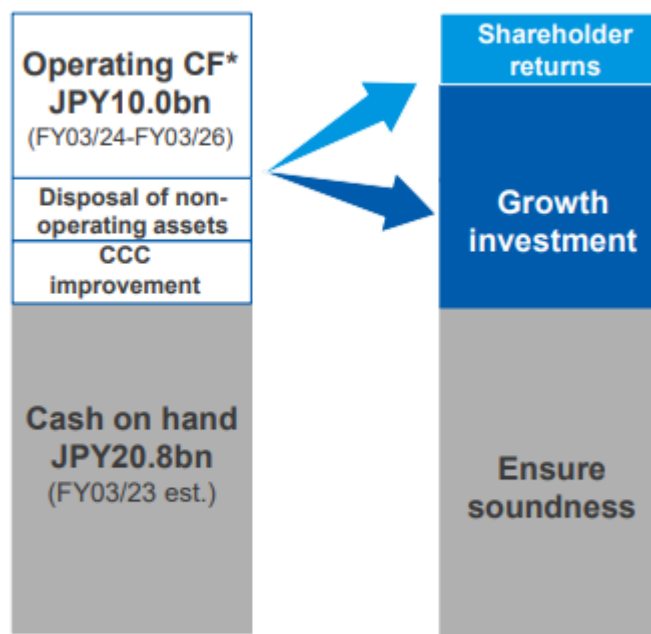 Operating CF*
JPY10.0bn
(FY03/24-FY03/26)
Disposal of non-
operating assets
CCC
improvement
Cash on hand
JPY20.8bn
(FY03/23 est.)
Shareholder
returns
Growth
investment
Ensure
soundness